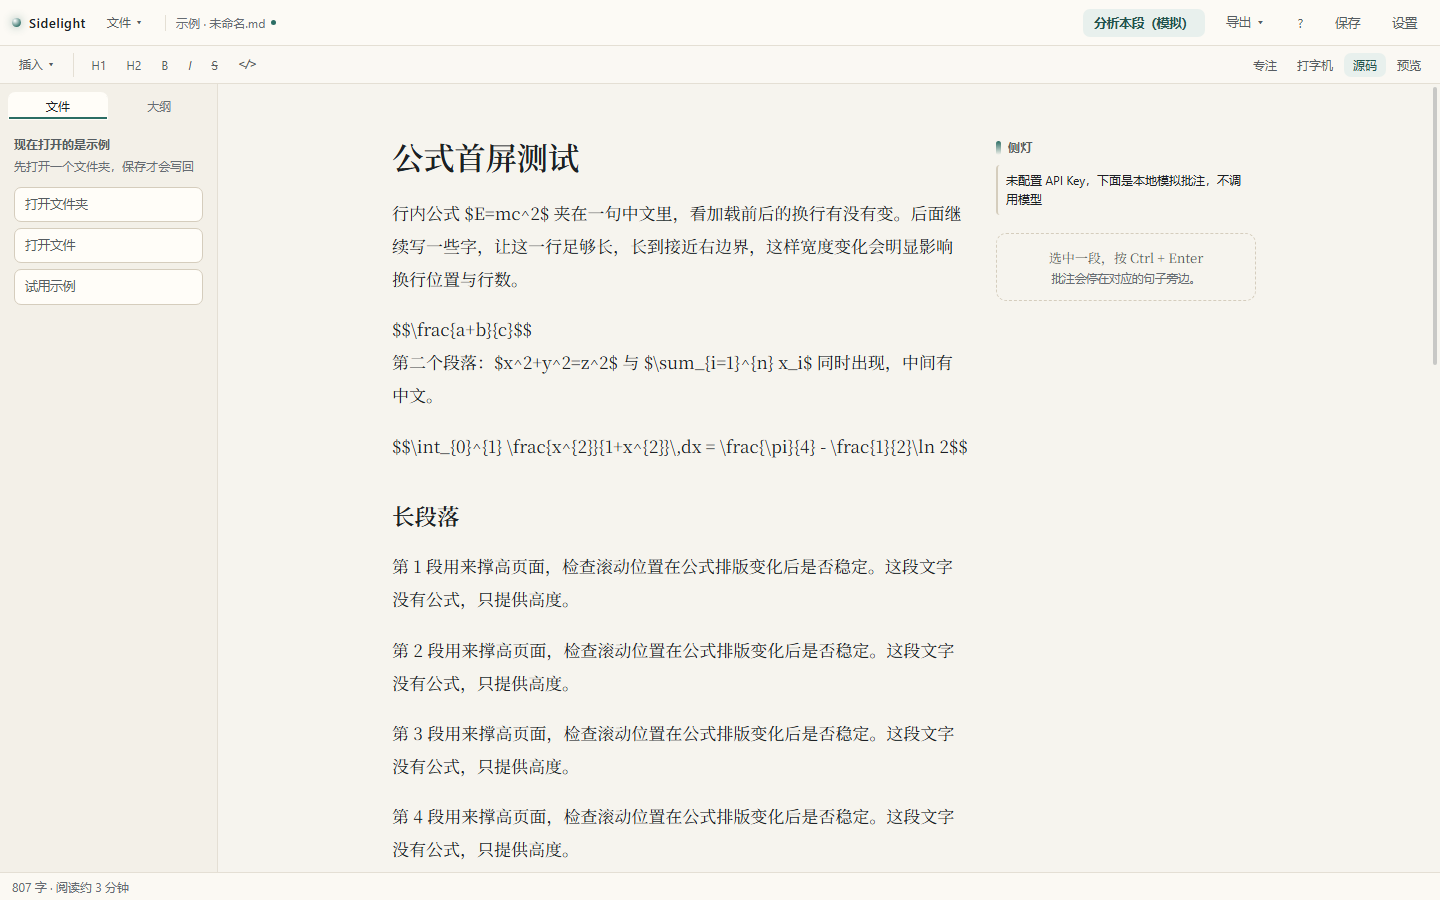 Sidelight 文件 ▾ 示例 · 未命名.md • 分析本段（模拟） 导出 ▾ ? 保存 设置
插入 ▾ H1 H2 B I S </> 专注 打字机 源码 预览
文件 大纲
现在打开的是示例
先打开一个文件夹，保存才会写回
打开文件夹
打开文件
试用示例
公式首屏测试
行内公式 $E=mc^2$ 夹在一句中文里，看加载前后的换行有没有变。后面继
续写一些字，让这一行足够长，长到接近右边界，这样宽度变化会明显影响
换行位置与行数。
$$\frac{a+b}{c}$$
第二个段落：$x^2+y^2=z^2$ 与 $\sum_{i=1}^{n} x_i$ 同时出现，中间有
中文。
$$\int_{0}^{1} \frac{x^{2}}{1+x^{2}}\,dx = \frac{\pi}{4} - \frac{1}{2}\ln 2$$
长段落
第 1 段用来撑高页面，检查滚动位置在公式排版变化后是否稳定。这段文字
没有公式，只提供高度。
第 2 段用来撑高页面，检查滚动位置在公式排版变化后是否稳定。这段文字
没有公式，只提供高度。
第 3 段用来撑高页面，检查滚动位置在公式排版变化后是否稳定。这段文字
没有公式，只提供高度。
第 4 段用来撑高页面，检查滚动位置在公式排版变化后是否稳定。这段文字
没有公式，只提供高度。
侧灯
未配置 API Key，下面是本地模拟批注，不调
用模型
选中一段，按 Ctrl + Enter
批注会停在对应的句子旁边。
807 字 · 阅读约 3 分钟